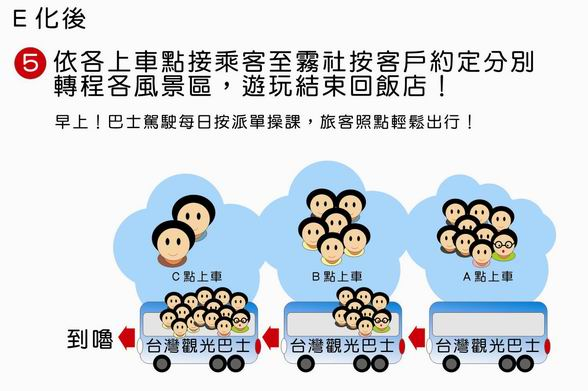 E 化後
5 依各上車點接乘客至霧社按客戶約定分別
轉程各風景區，遊玩結束回飯店！
早上！巴士駕駛每日按派單操課，旅客照點輕鬆出行！
C 點上車
B 點上車
A 點上車
到嚕
台灣觀光巴士
台灣觀光巴士
台灣觀光巴士